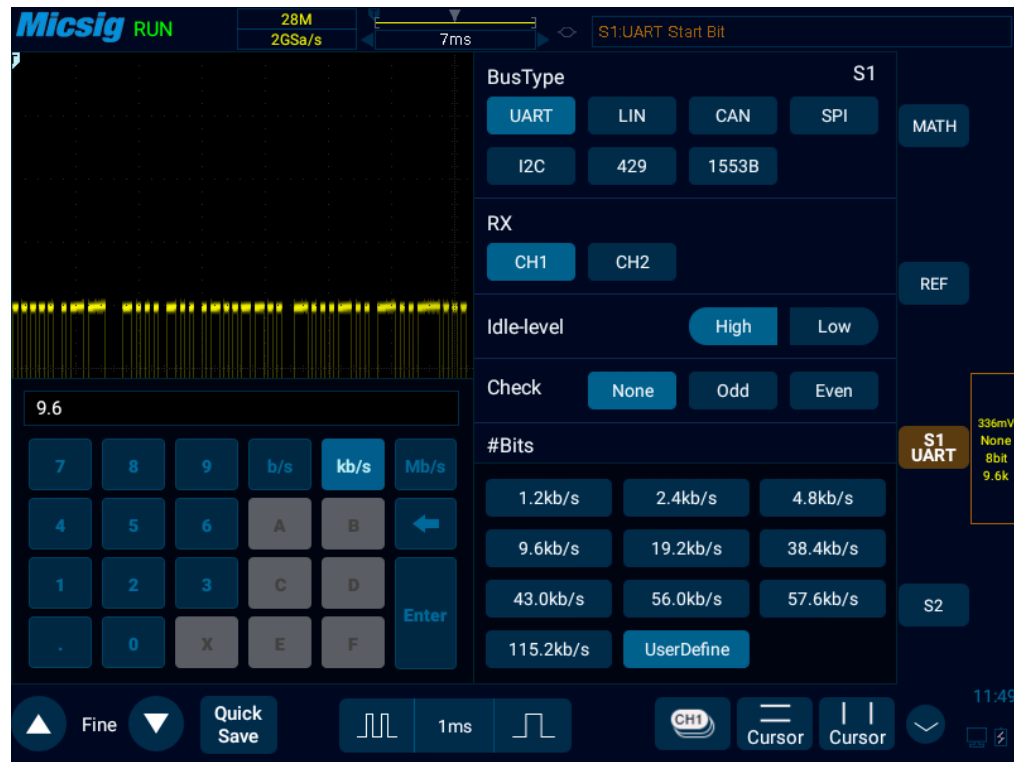 Micsig RUN 28M 7ms S1:UART Start Bit
2GSa/s
BusType S1
UART LIN CAN SPI MATH
I2C 429 1553B
RX
CH1 CH2 REF
Idle-level High Low
Check None Odd Even
9.6
#Bits
336mV
None
8bit
9.6k
S1
UART
7 8 9 b/s kb/s Mb/s
1.2kb/s 2.4kb/s 4.8kb/s
4 5 6 A B
9.6kb/s 19.2kb/s 38.4kb/s
1 2 3 C D Enter
43.0kb/s 56.0kb/s 57.6kb/s S2
. 0 X E F
115.2kb/s UserDefine
Fine Quick Save 1ms CH1 Cursor Cursor 11:49